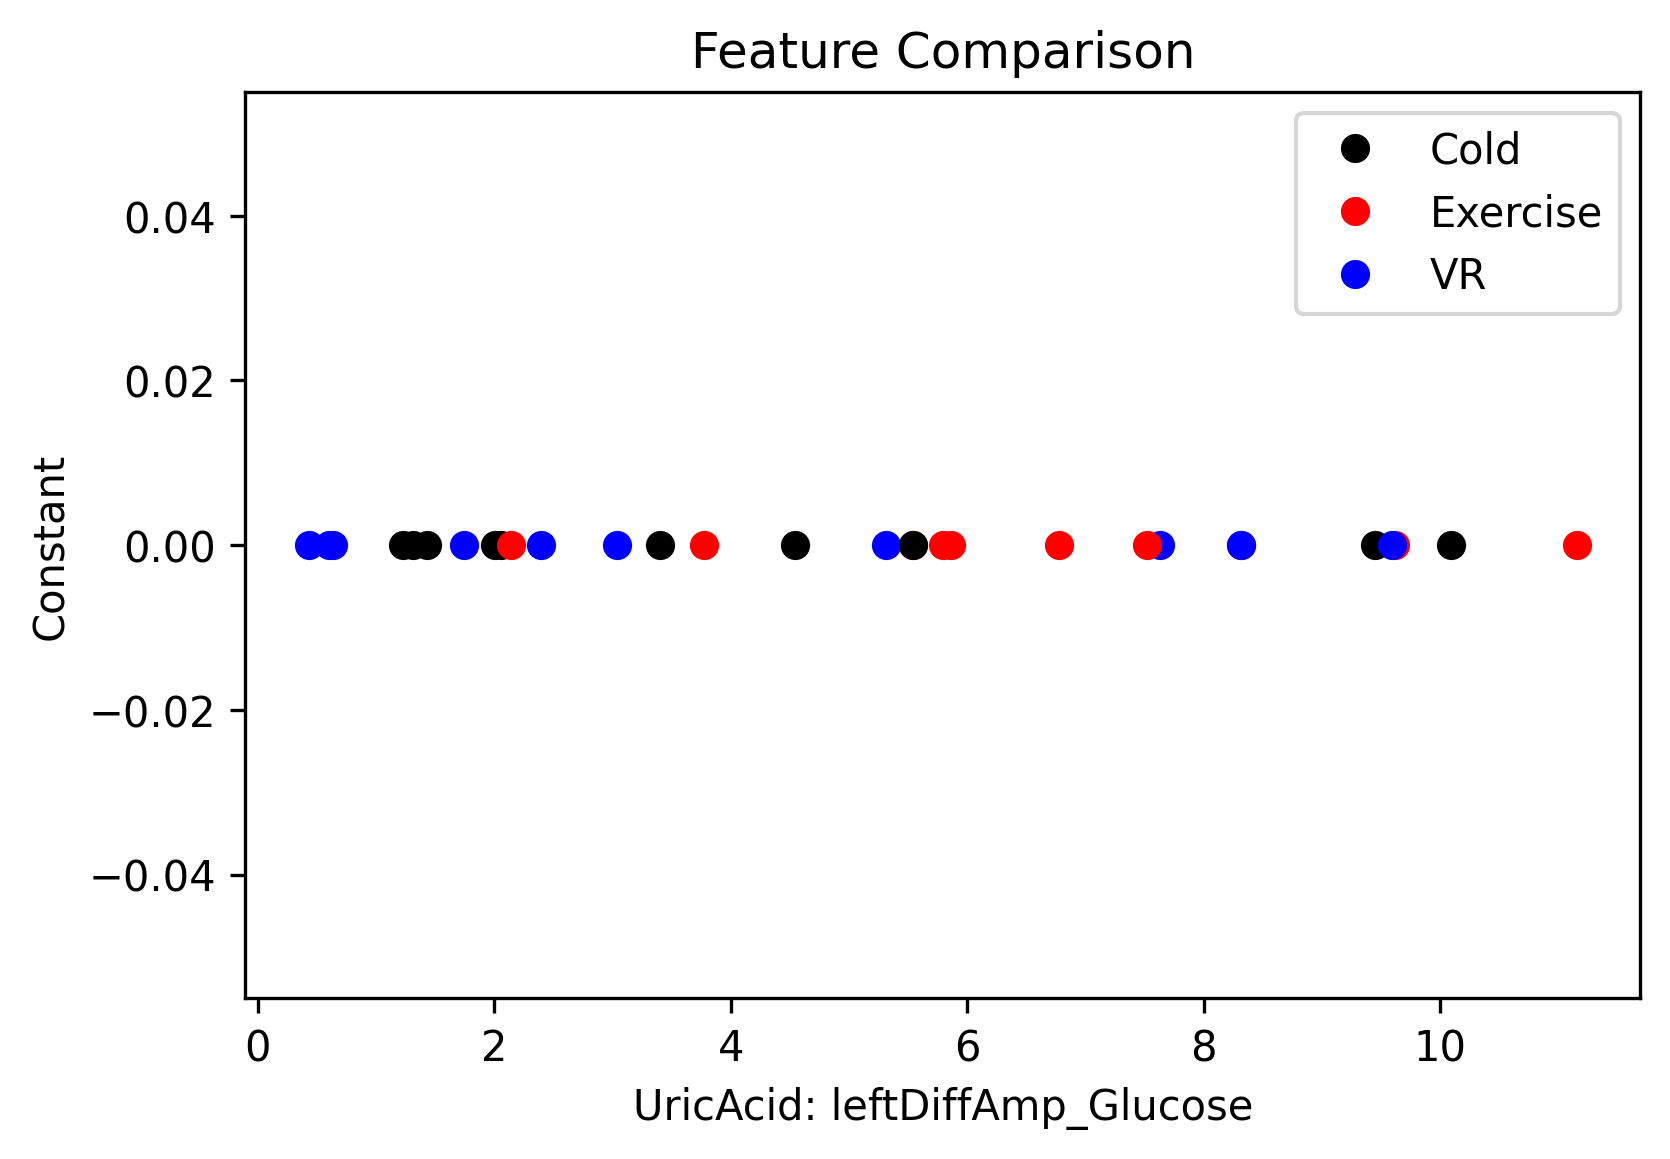 Feature Comparison
Cold
Exercise
VR
0.04
0.02
0.00
−0.02
−0.04
Constant
0 2 4 6 8 10
UricAcid: leftDiffAmp_Glucose